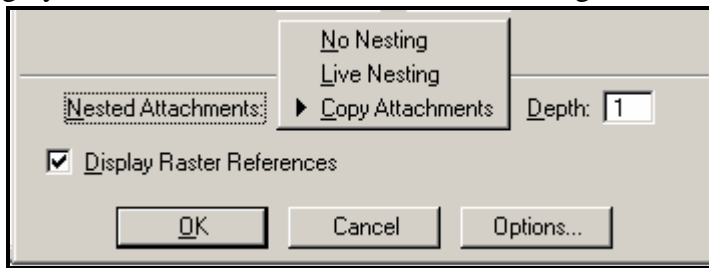 No Nesting
Live Nesting
Nested Attachments: Copy Attachments Depth: 1
Display Raster References
OK Cancel Options...